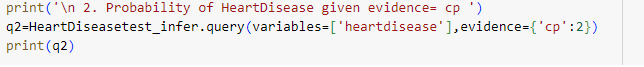 print('\n 2. Probability of HeartDisease given evidence= cp ')
q2=HeartDiseasetest_infer.query(variables=['heartdisease'],evidence={'cp':2})
print(q2)